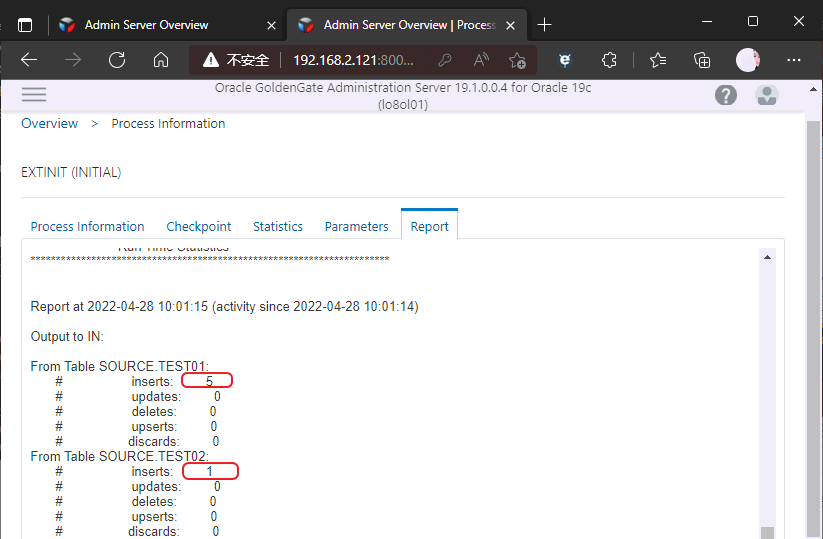 Admin Server Overview
Admin Server Overview | Process
不安全
192.168.2.121:800...
Oracle GoldenGate Administration Server 19.1.0.0.4 for Oracle 19c
(lo8ol01)
Overview > Process Information
EXTINIT (INITIAL)
Process Information Checkpoint Statistics Parameters Report
Run Time Statistics
***********************************************************************
Report at 2022-04-28 10:01:15 (activity since 2022-04-28 10:01:14)
Output to IN:
From Table SOURCE.TEST01:
# inserts: 5
# updates: 0
# deletes: 0
# upserts: 0
# discards: 0
From Table SOURCE.TEST02:
# inserts: 1
# updates: 0
# deletes: 0
# upserts: 0
# discards: 0